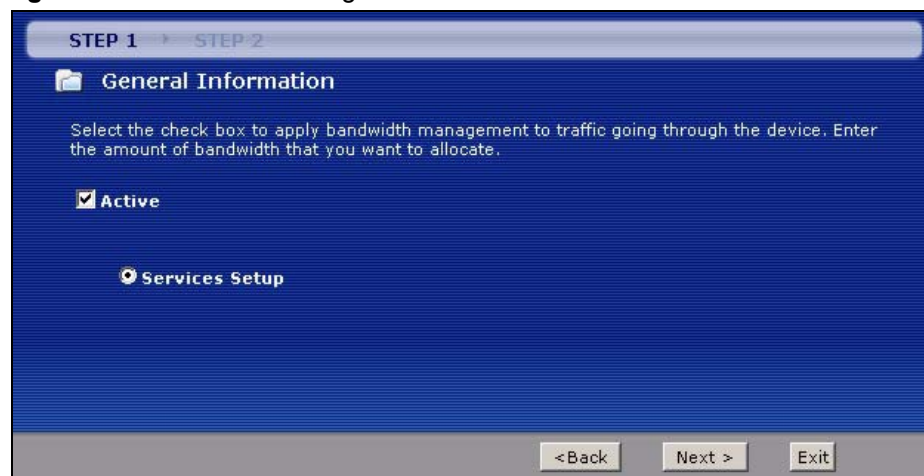 STEP 1 STEP 2
General Information
Select the check box to apply bandwidth management to traffic going through the device. Enter
the amount of bandwidth that you want to allocate.
Active
Services Setup
<Back Next > Exit